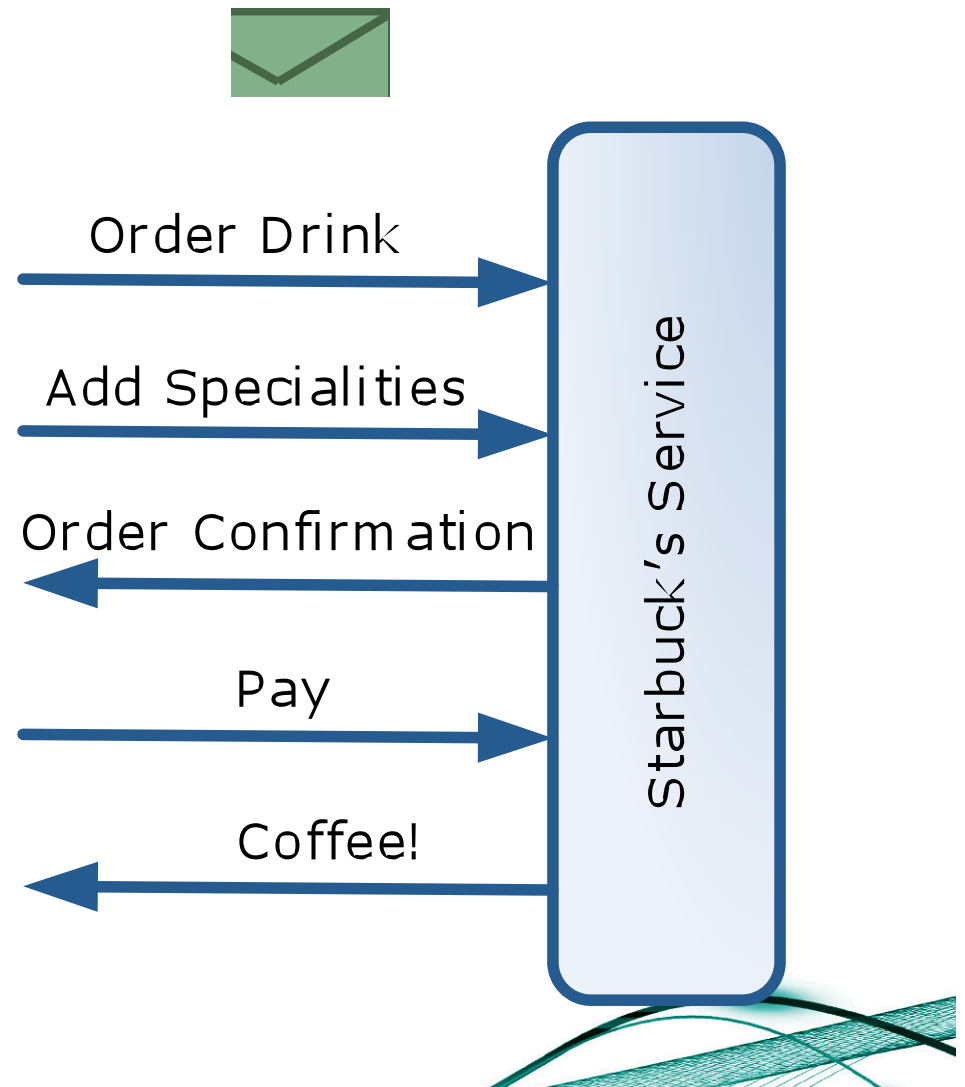 Order Drink
Add Specialities
Order Confirmation
Pay
Coffee!
Starbuck’s Service